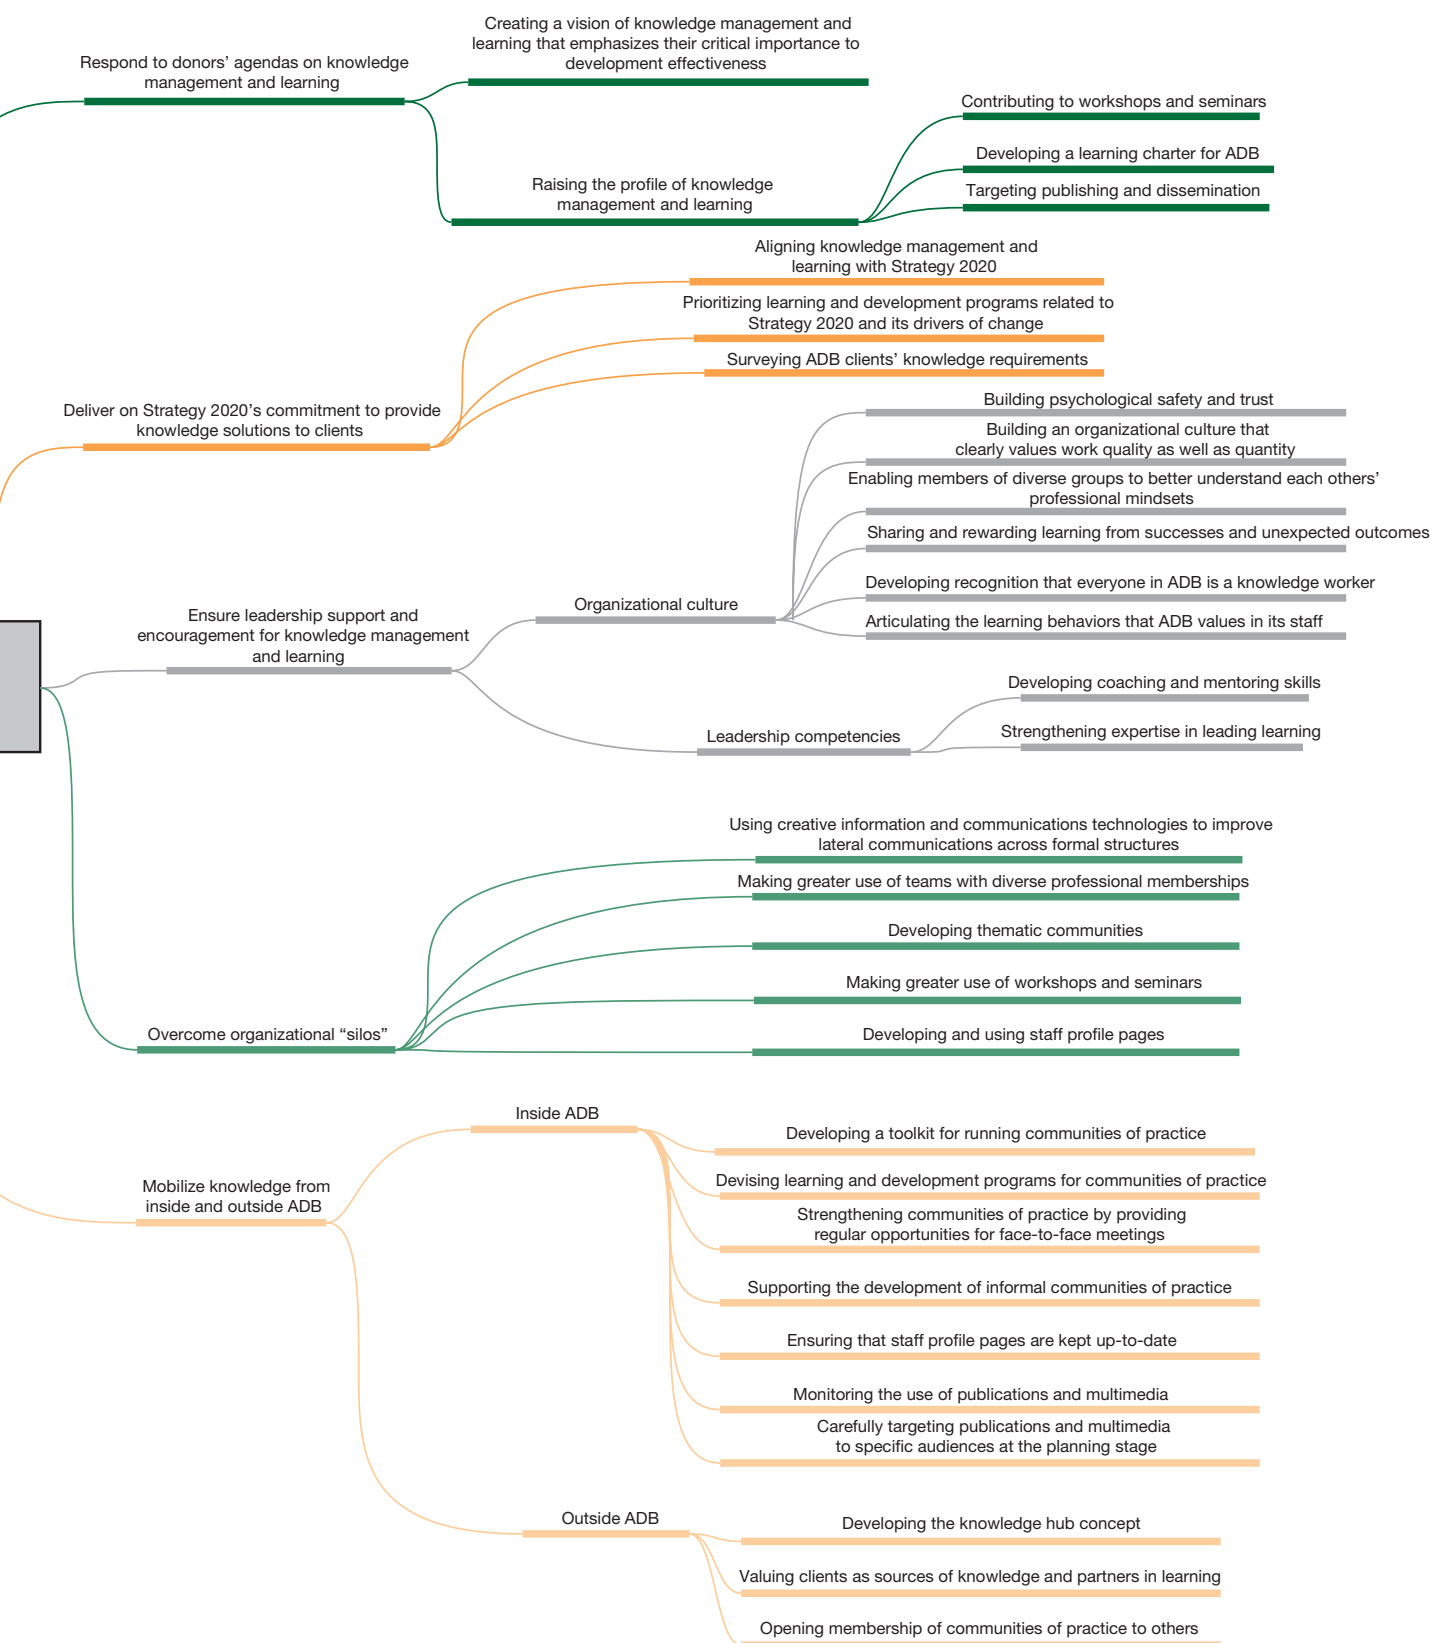 Creating a vision of knowledge management and
learning that emphasizes their critical importance to
development effectiveness
Respond to donors’ agendas on knowledge
management and learning
Contributing to workshops and seminars
Developing a learning charter for ADB
Raising the profile of knowledge
management and learning
Targeting publishing and dissemination
Aligning knowledge management and
learning with Strategy 2020
Prioritizing learning and development programs related to
Strategy 2020 and its drivers of change
Surveying ADB clients’ knowledge requirements
Deliver on Strategy 2020’s commitment to provide
knowledge solutions to clients
Building psychological safety and trust
Building an organizational culture that
clearly values work quality as well as quantity
Enabling members of diverse groups to better understand each others’
professional mindsets
Sharing and rewarding learning from successes and unexpected outcomes
Developing recognition that everyone in ADB is a knowledge worker
Articulating the learning behaviors that ADB values in its staff
Organizational culture
Ensure leadership support and
encouragement for knowledge management
and learning
Developing coaching and mentoring skills
Leadership competencies
Strengthening expertise in leading learning
Using creative information and communications technologies to improve
lateral communications across formal structures
Making greater use of teams with diverse professional memberships
Developing thematic communities
Making greater use of workshops and seminars
Overcome organizational “silos”
Developing and using staff profile pages
Inside ADB
Developing a toolkit for running communities of practice
Mobilize knowledge from
inside and outside ADB
Devising learning and development programs for communities of practice
Strengthening communities of practice by providing
regular opportunities for face-to-face meetings
Supporting the development of informal communities of practice
Ensuring that staff profile pages are kept up-to-date
Monitoring the use of publications and multimedia
Carefully targeting publications and multimedia
to specific audiences at the planning stage
Outside ADB
Developing the knowledge hub concept
Valuing clients as sources of knowledge and partners in learning
Opening membership of communities of practice to others